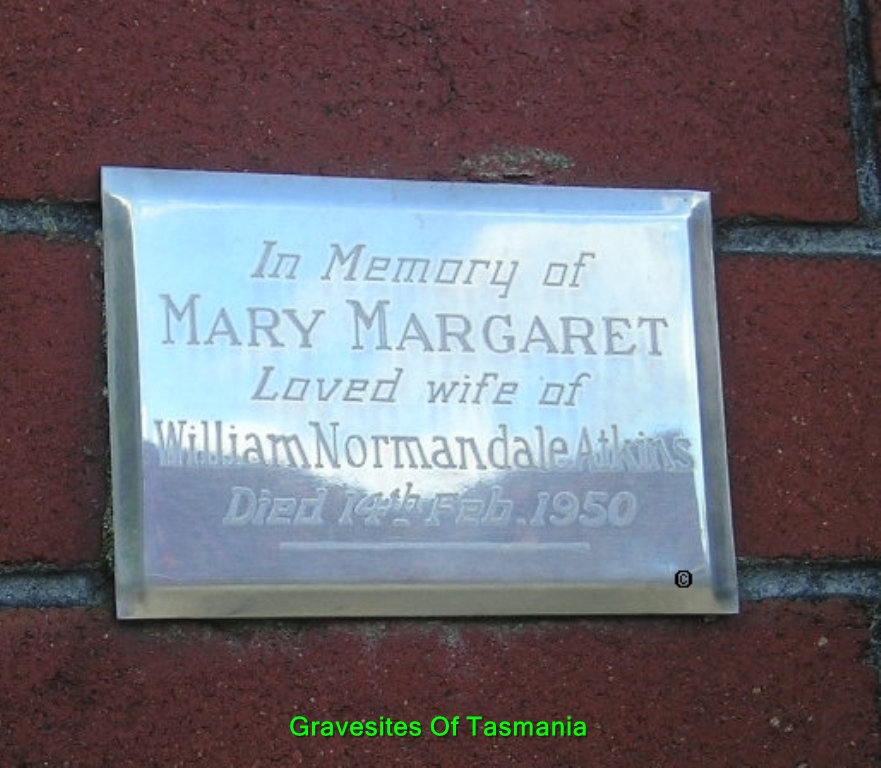 In Memory of
MARY MARGARET
Loved wife of
William Normandale Atkins
Died 14th Feb. 1950
©
Gravesites Of Tasmania